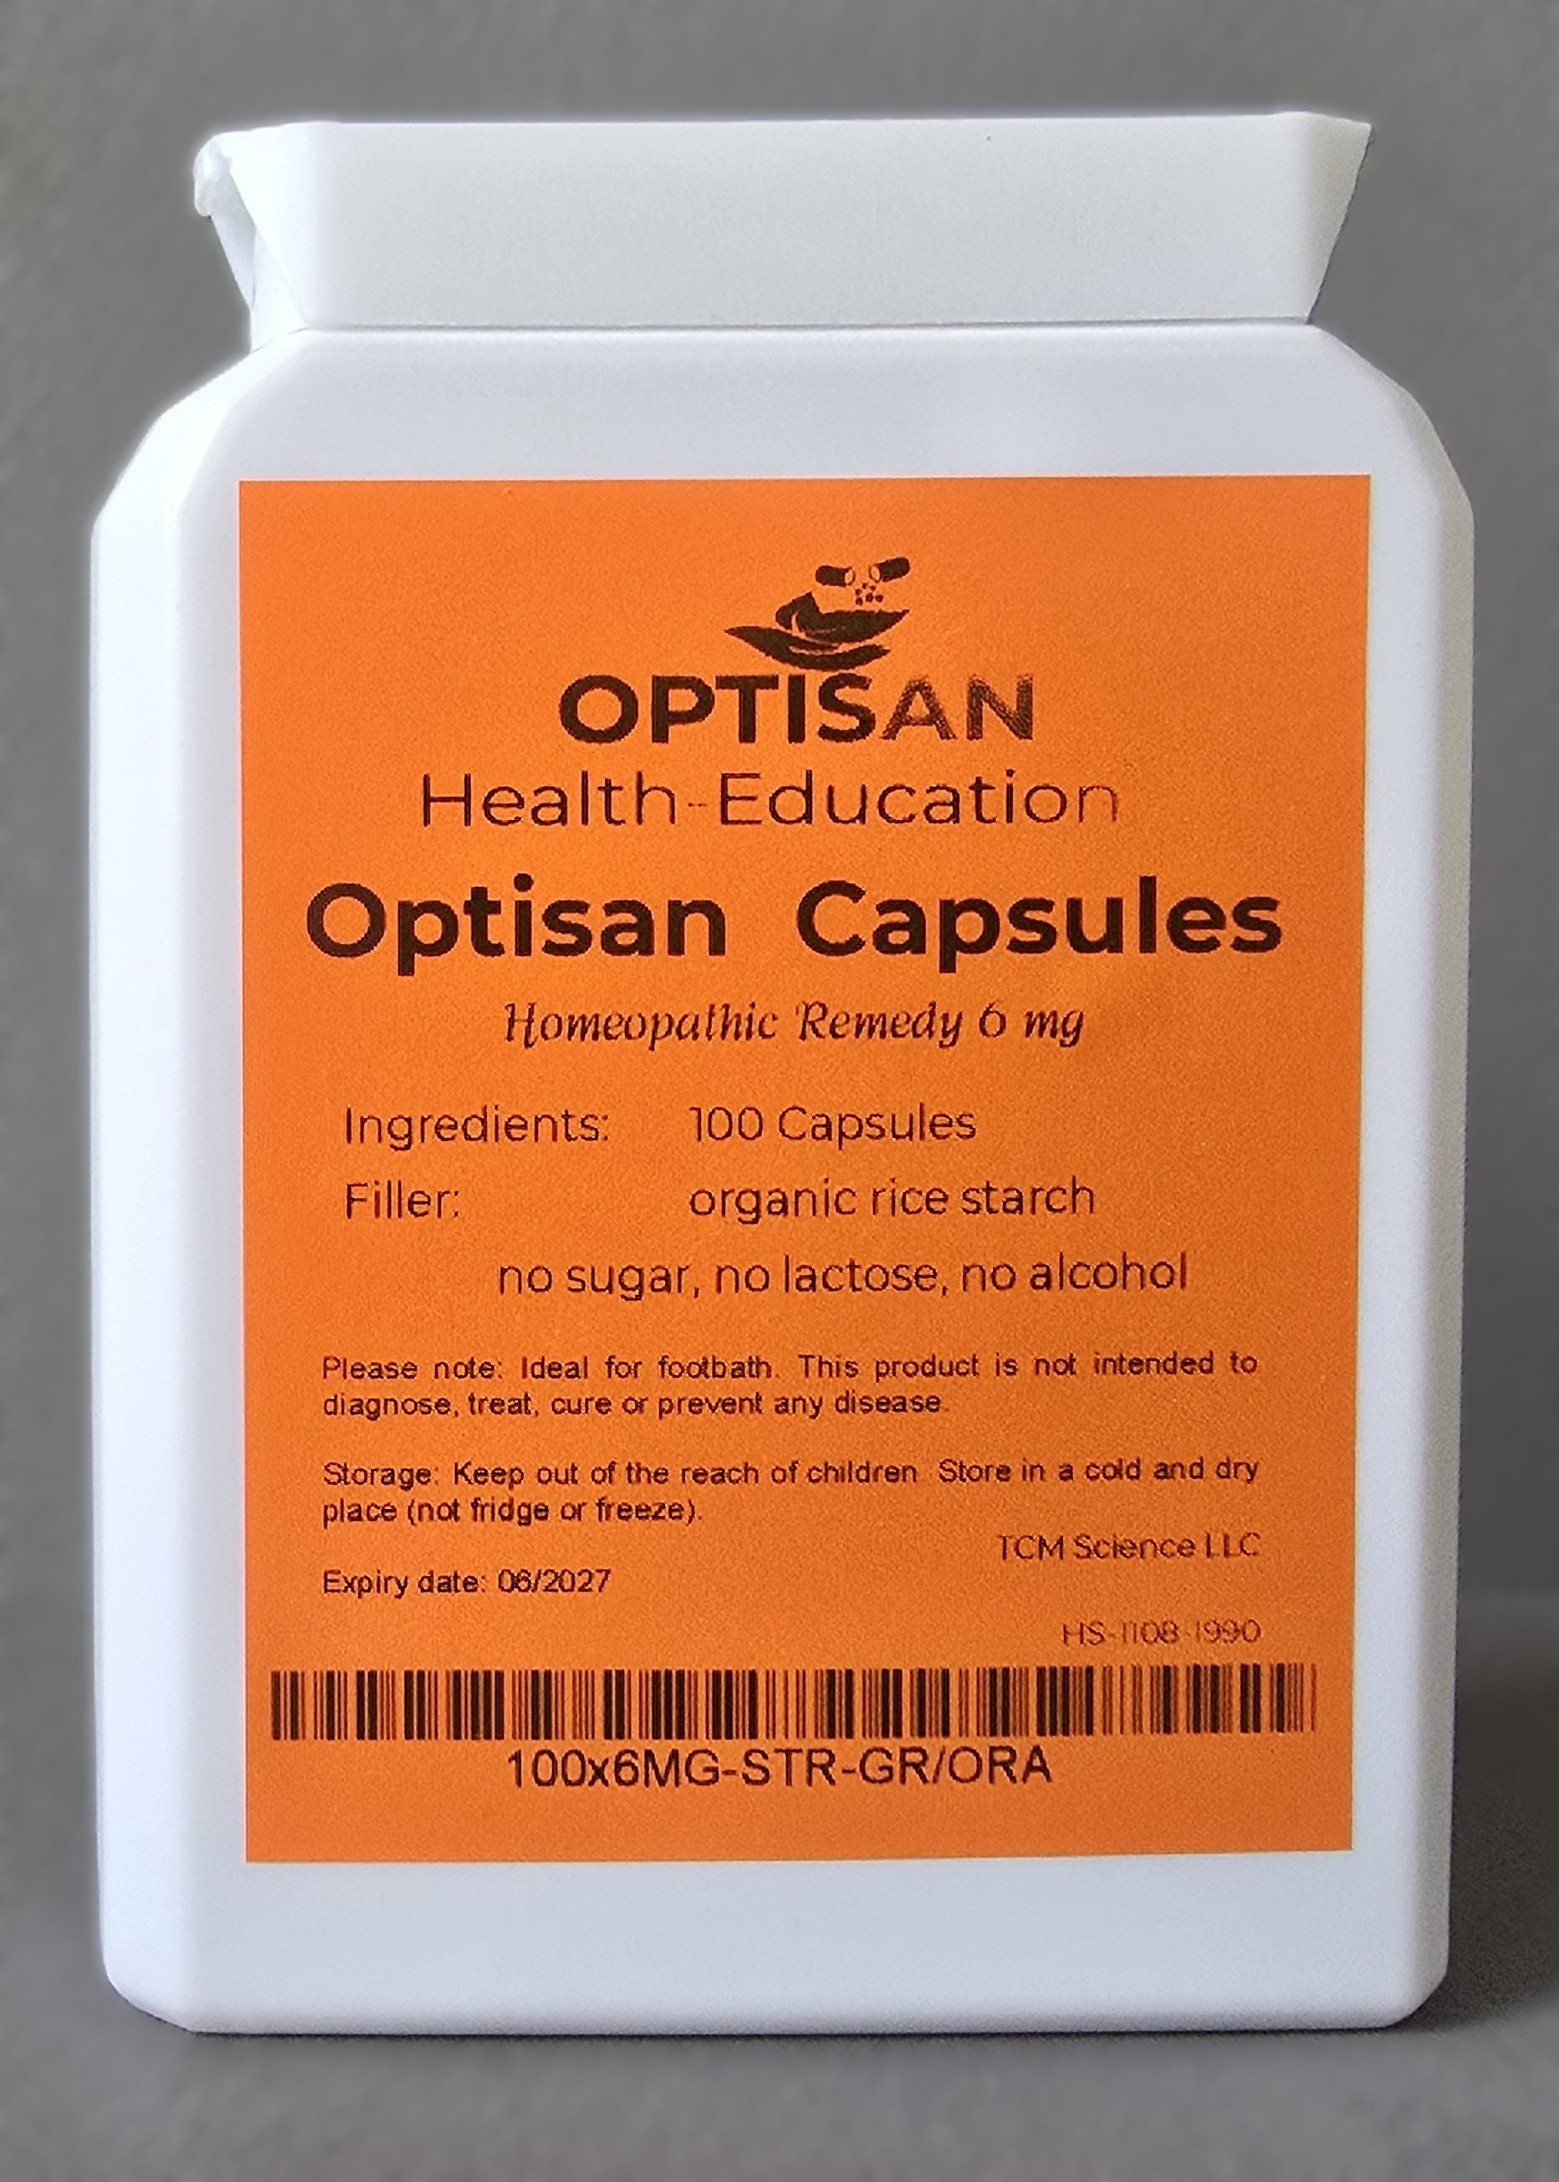 OPTISAN
Health-Education
Optisan Capsules
Homeopathic Remedy 6 mg
Ingredients: 100 Capsules
Filler: organic rice starch
no sugar, no lactose, no alcohol
Please note: Ideal for footbath. This product is not intended to
diagnose, treat, cure or prevent any disease.
Storage: Keep out of the reach of children Store in a cold and dry
place (not fridge or freeze).
TCM Science LLC
Expiry date: 06/2027
HS-1108-1990
100x6MG-STR-GR/ORA